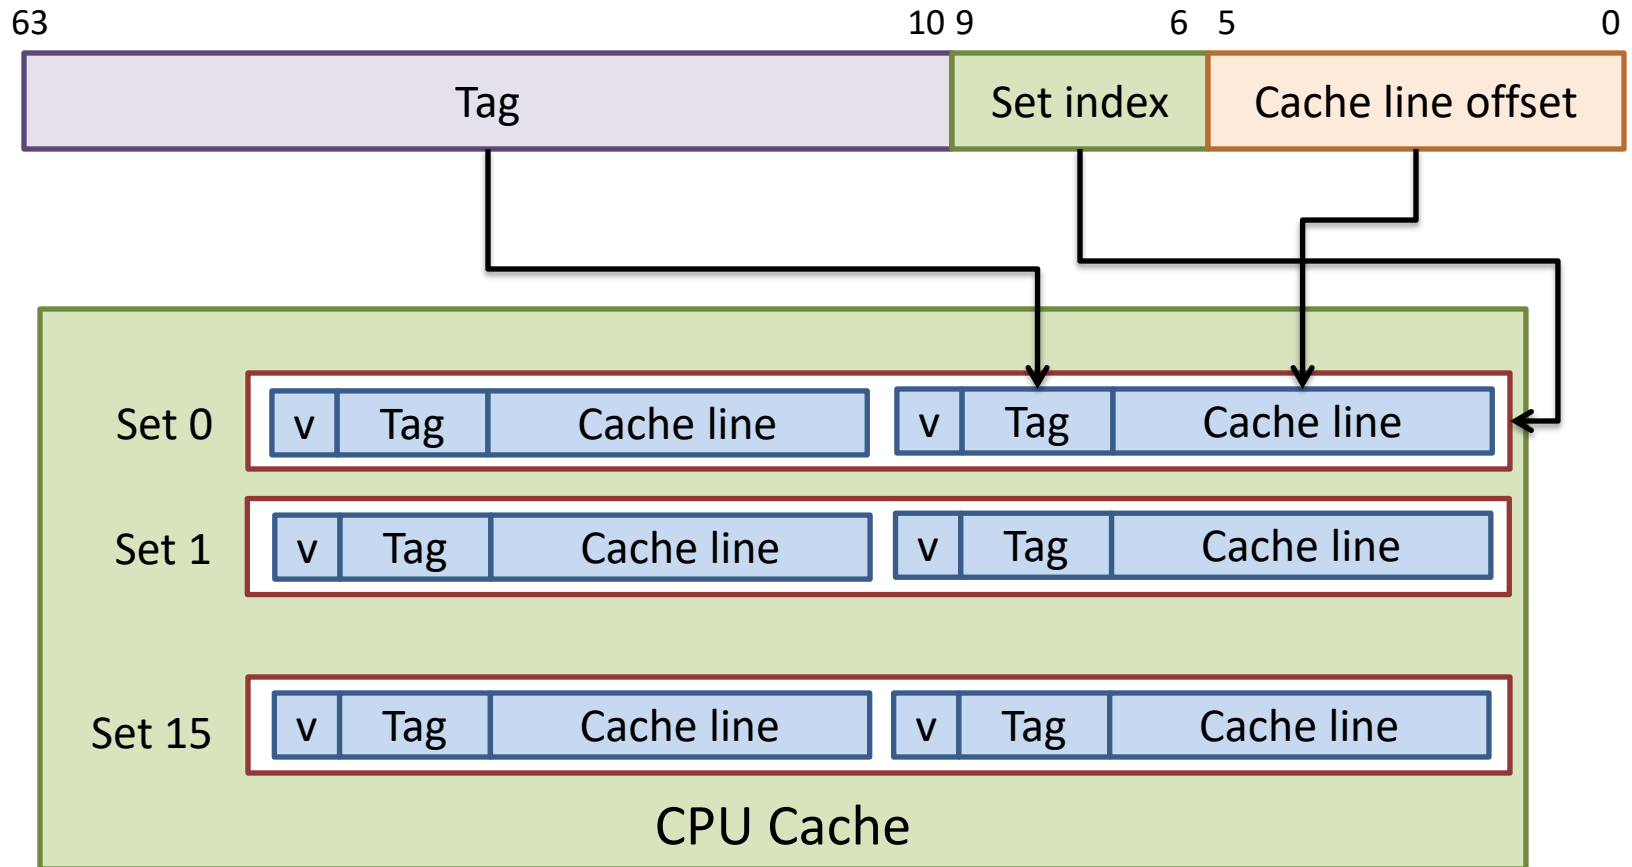 63 10 9 6 5 0
Tag Set index Cache line offset
Set 0 v Tag Cache line v Tag Cache line
Set 1 v Tag Cache line v Tag Cache line
Set 15 v Tag Cache line v Tag Cache line
CPU Cache